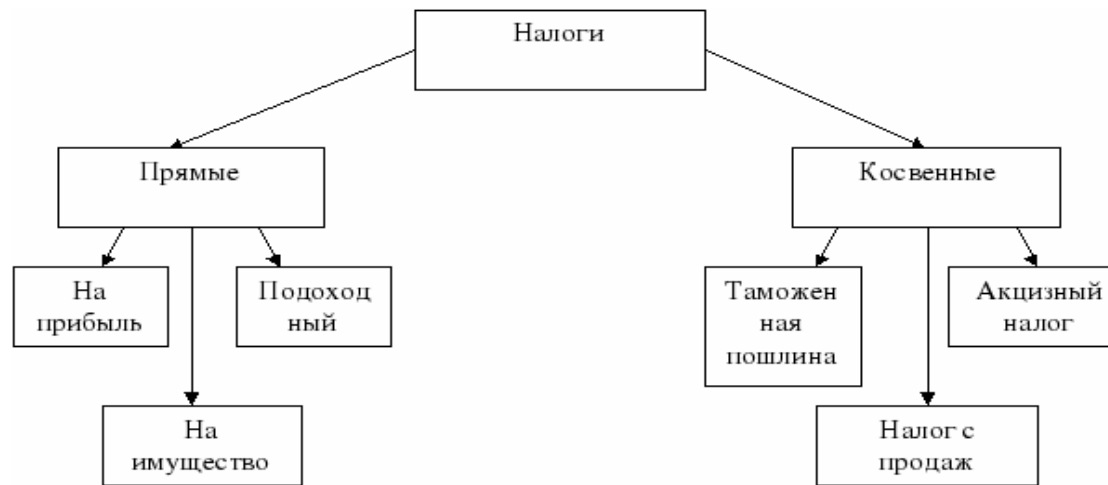 Налоги
Прямые
Косвенные
На
прибыль
Подоход
ный
Таможен
ная
пошлина
Акцизный
налог
На
имущество
Налог с
продаж